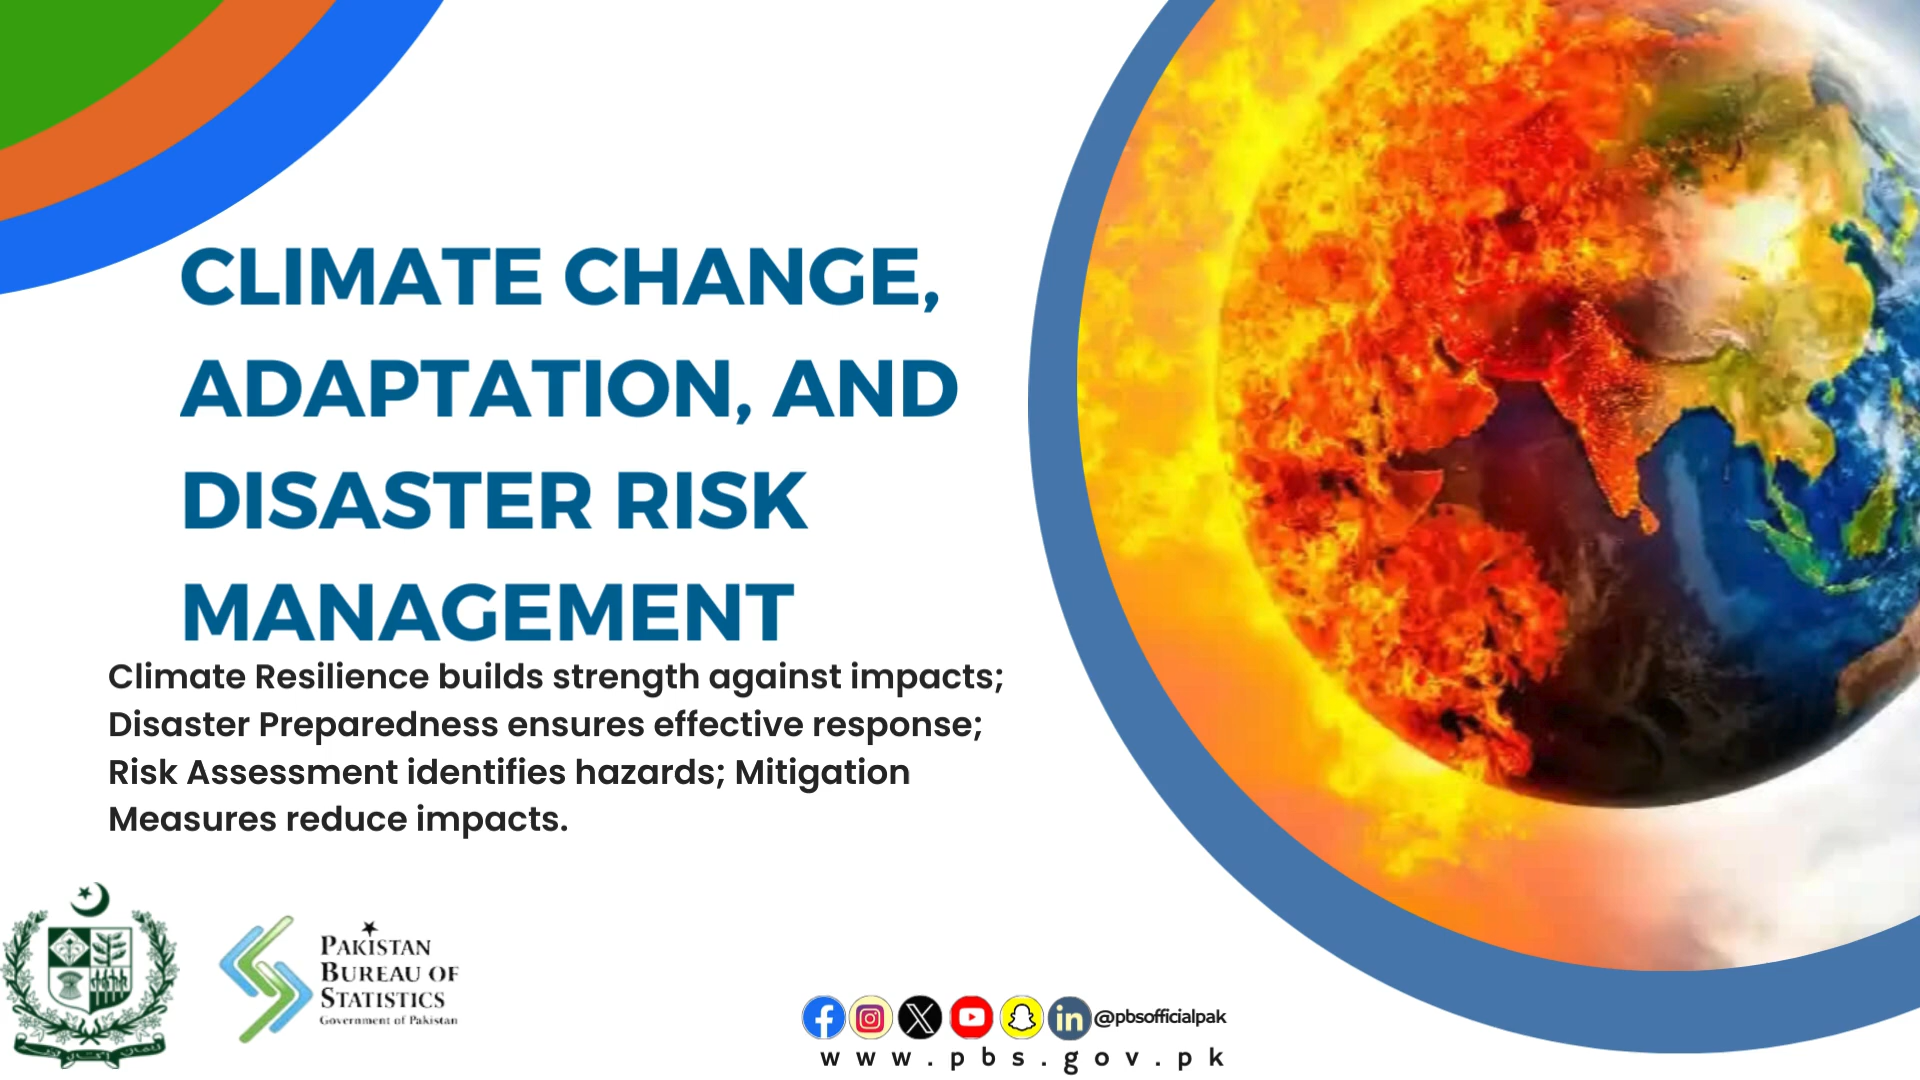 CLIMATE CHANGE,
ADAPTATION, AND
DISASTER RISK
MANAGEMENT
Climate Resilience builds strength against impacts;
Disaster Preparedness ensures effective response;
Risk Assessment identifies hazards; Mitigation
Measures reduce impacts.
PAKISTAN
BUREAU OF
STATISTICS
Government of Pakistan
@pbsofficialpak
www.pbs.gov.pk